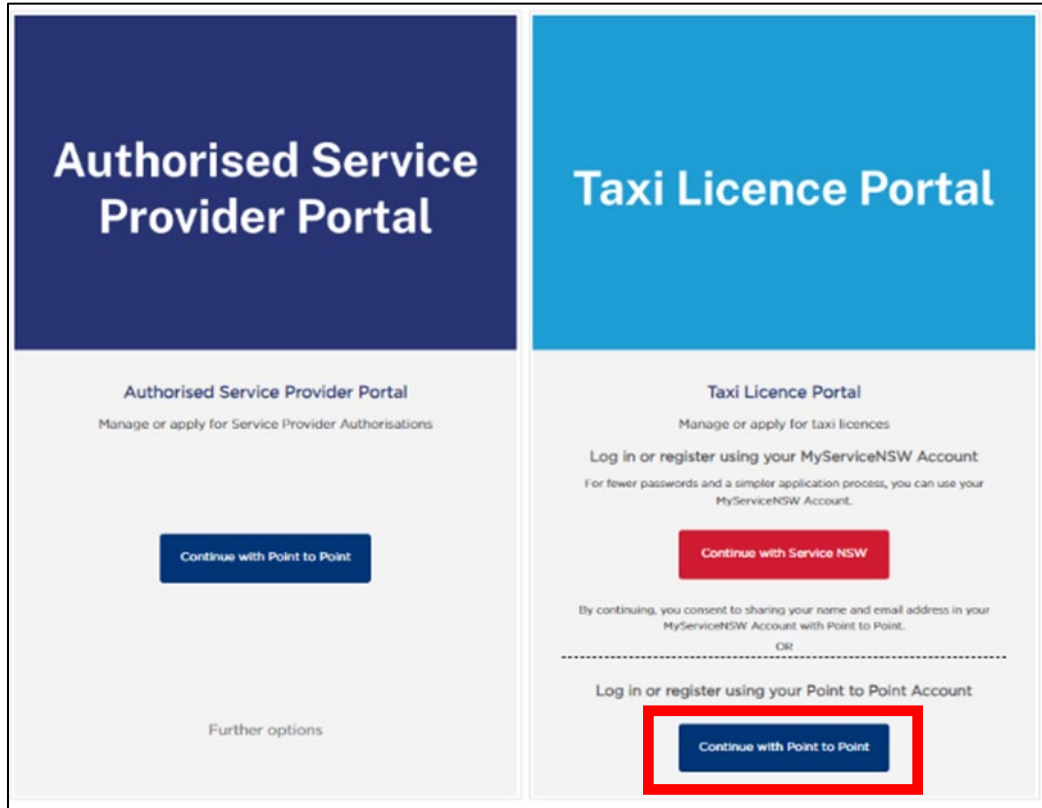 Authorised Service
Provider Portal
Authorised Service Provider Portal
Manage or apply for Service Provider Authorisations
Continue with Point to Point
Further options
Taxi Licence Portal
Taxi Licence Portal
Manage or apply for taxi licences
Log in or register using your MyServiceNSW Account
For fewer passwords and a simpler application process, you can use your
MyServiceNSW Account.
Continue with Service NSW
By continuing, you consent to sharing your name and email address in your
MyServiceNSW Account with Point to Point.
OR
Log in or register using your Point to Point Account
Continue with Point to Point